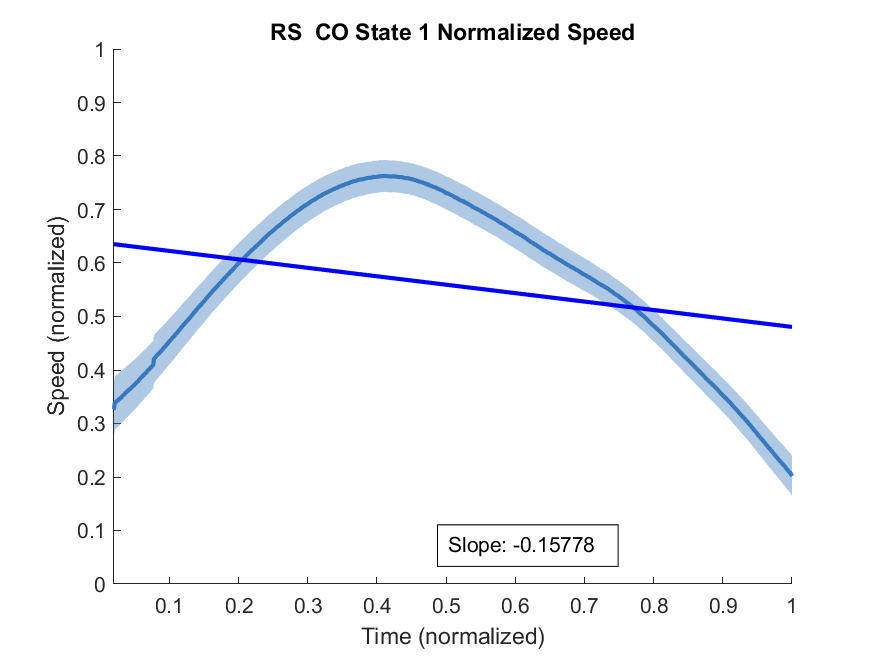 RS  CO State 1 Normalized Speed
1
0.9
0.8
0.7
0.6
0.5
0.4
0.3
0.2
0.1
0
Speed (normalized)
Slope: -0.15778
0.1 0.2 0.3 0.4 0.5 0.6 0.7 0.8 0.9 1
Time (normalized)